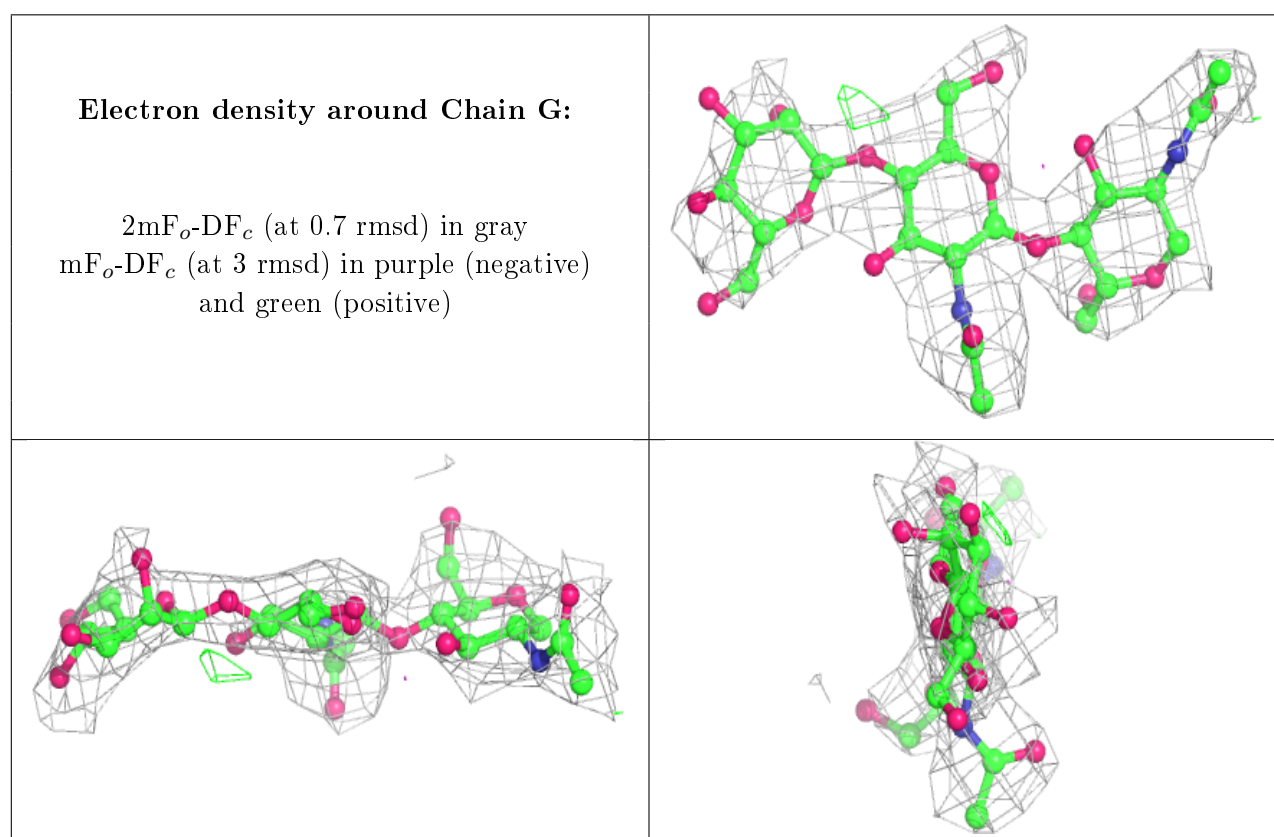 Electron density around Chain G:
2mFₒ-DF𝒸 (at 0.7 rmsd) in gray
mFₒ-DF𝒸 (at 3 rmsd) in purple (negative)
and green (positive)